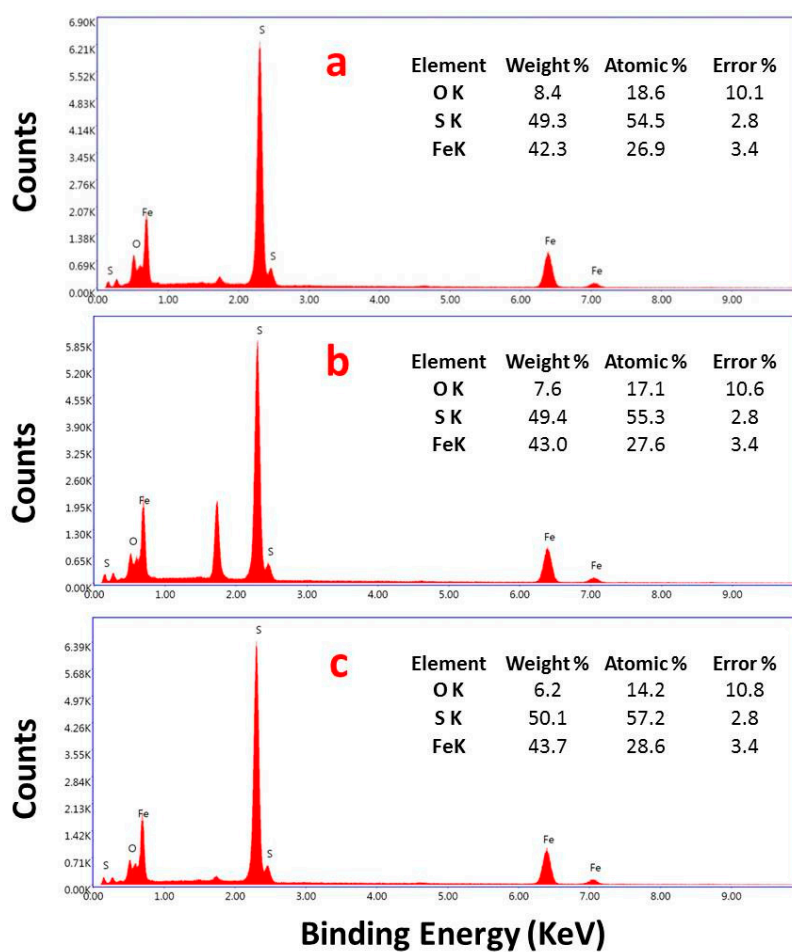 6.90K
6.21K
5.52K
4.83K
4.14K
3.45K
2.76K
2.07K
1.38K
0.69K
0.00K
Counts
a
Element Weight % Atomic % Error %
O K 8.4 18.6 10.1
S K 49.3 54.5 2.8
FeK 42.3 26.9 3.4
S O Fe S S Fe Fe
0.00 1.00 2.00 3.00 4.00 5.00 6.00 7.00 8.00 9.00
5.85K
5.20K
4.55K
3.90K
3.25K
2.60K
1.95K
1.30K
0.65K
0.00K
Counts
b
Element Weight % Atomic % Error %
O K 7.6 17.1 10.6
S K 49.4 55.3 2.8
FeK 43.0 27.6 3.4
S O Fe S S Fe Fe
0.00 1.00 2.00 3.00 4.00 5.00 6.00 7.00 8.00 9.00
6.39K
5.68K
4.97K
4.26K
3.55K
2.84K
2.13K
1.42K
0.71K
0.00K
Counts
c
Element Weight % Atomic % Error %
O K 6.2 14.2 10.8
S K 50.1 57.2 2.8
FeK 43.7 28.6 3.4
S O Fe S S Fe Fe
0.00 1.00 2.00 3.00 4.00 5.00 6.00 7.00 8.00 9.00
Binding Energy (KeV)